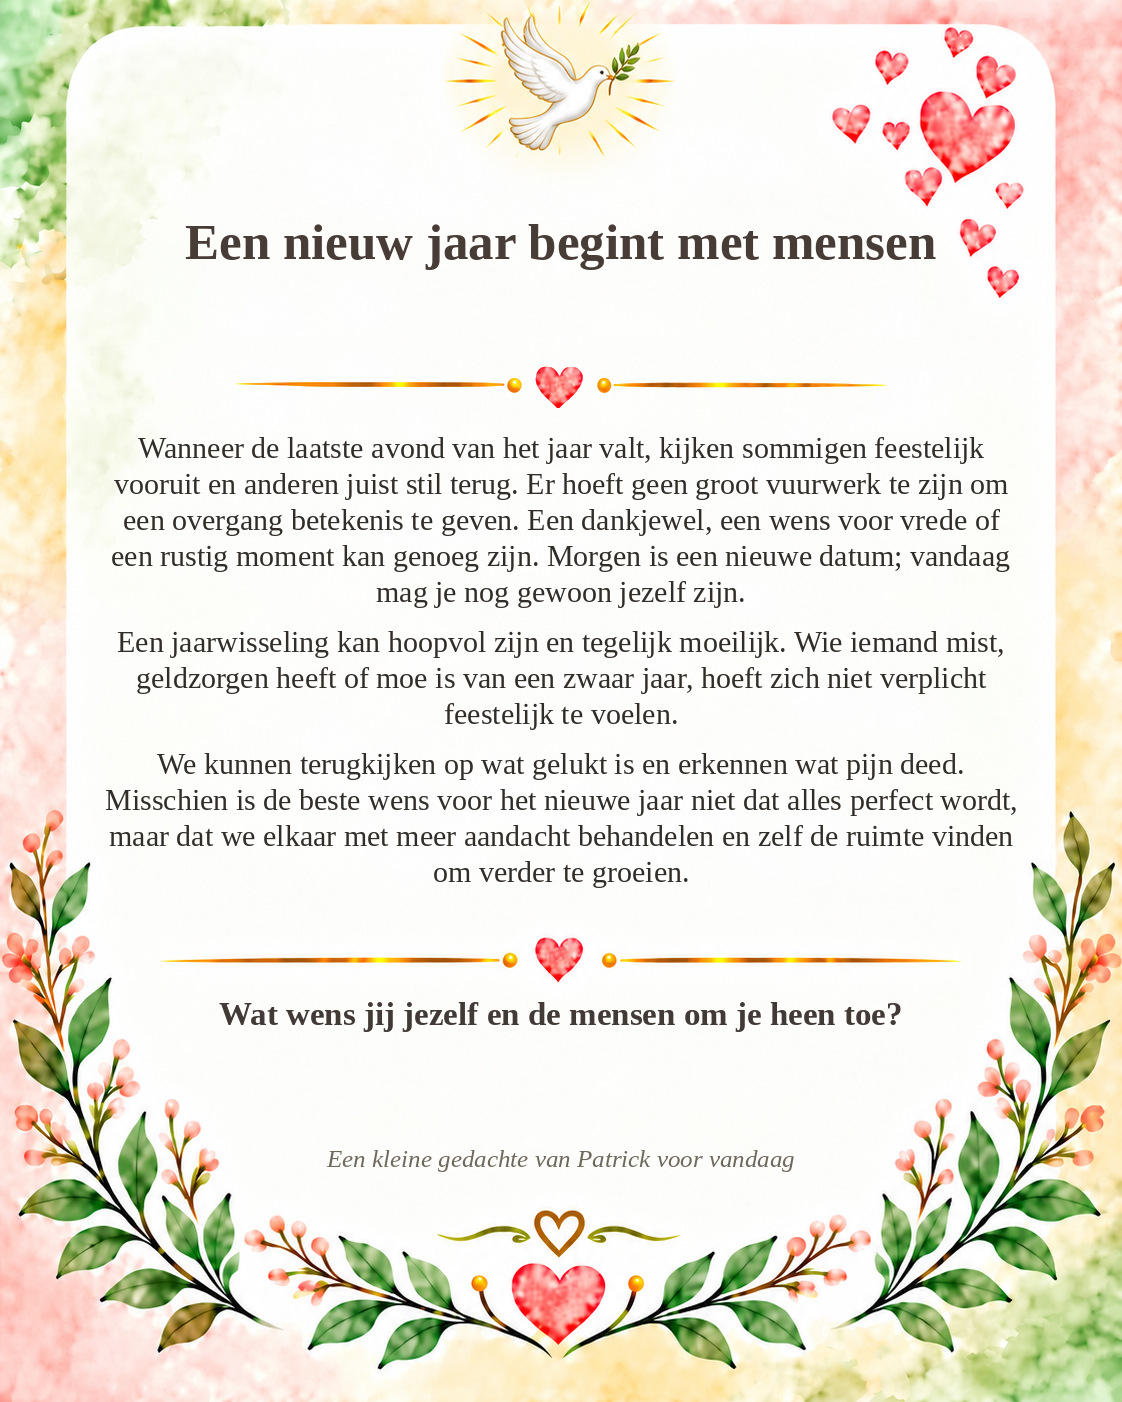 Een nieuw jaar begint met mensen
Wanneer de laatste avond van het jaar valt, kijken sommigen feestelijk
vooruit en anderen juist stil terug. Er hoeft geen groot vuurwerk te zijn om
een overgang betekenis te geven. Een dankjewel, een wens voor vrede of
een rustig moment kan genoeg zijn. Morgen is een nieuwe datum; vandaag
mag je nog gewoon jezelf zijn.
Een jaarwisseling kan hoopvol zijn en tegelijk moeilijk. Wie iemand mist,
geldzorgen heeft of moe is van een zwaar jaar, hoeft zich niet verplicht
feestelijk te voelen.
We kunnen terugkijken op wat gelukt is en erkennen wat pijn deed.
Misschien is de beste wens voor het nieuwe jaar niet dat alles perfect wordt,
maar dat we elkaar met meer aandacht behandelen en zelf de ruimte vinden
om verder te groeien.
Wat wens jij jezelf en de mensen om je heen toe?
Een kleine gedachte van Patrick voor vandaag